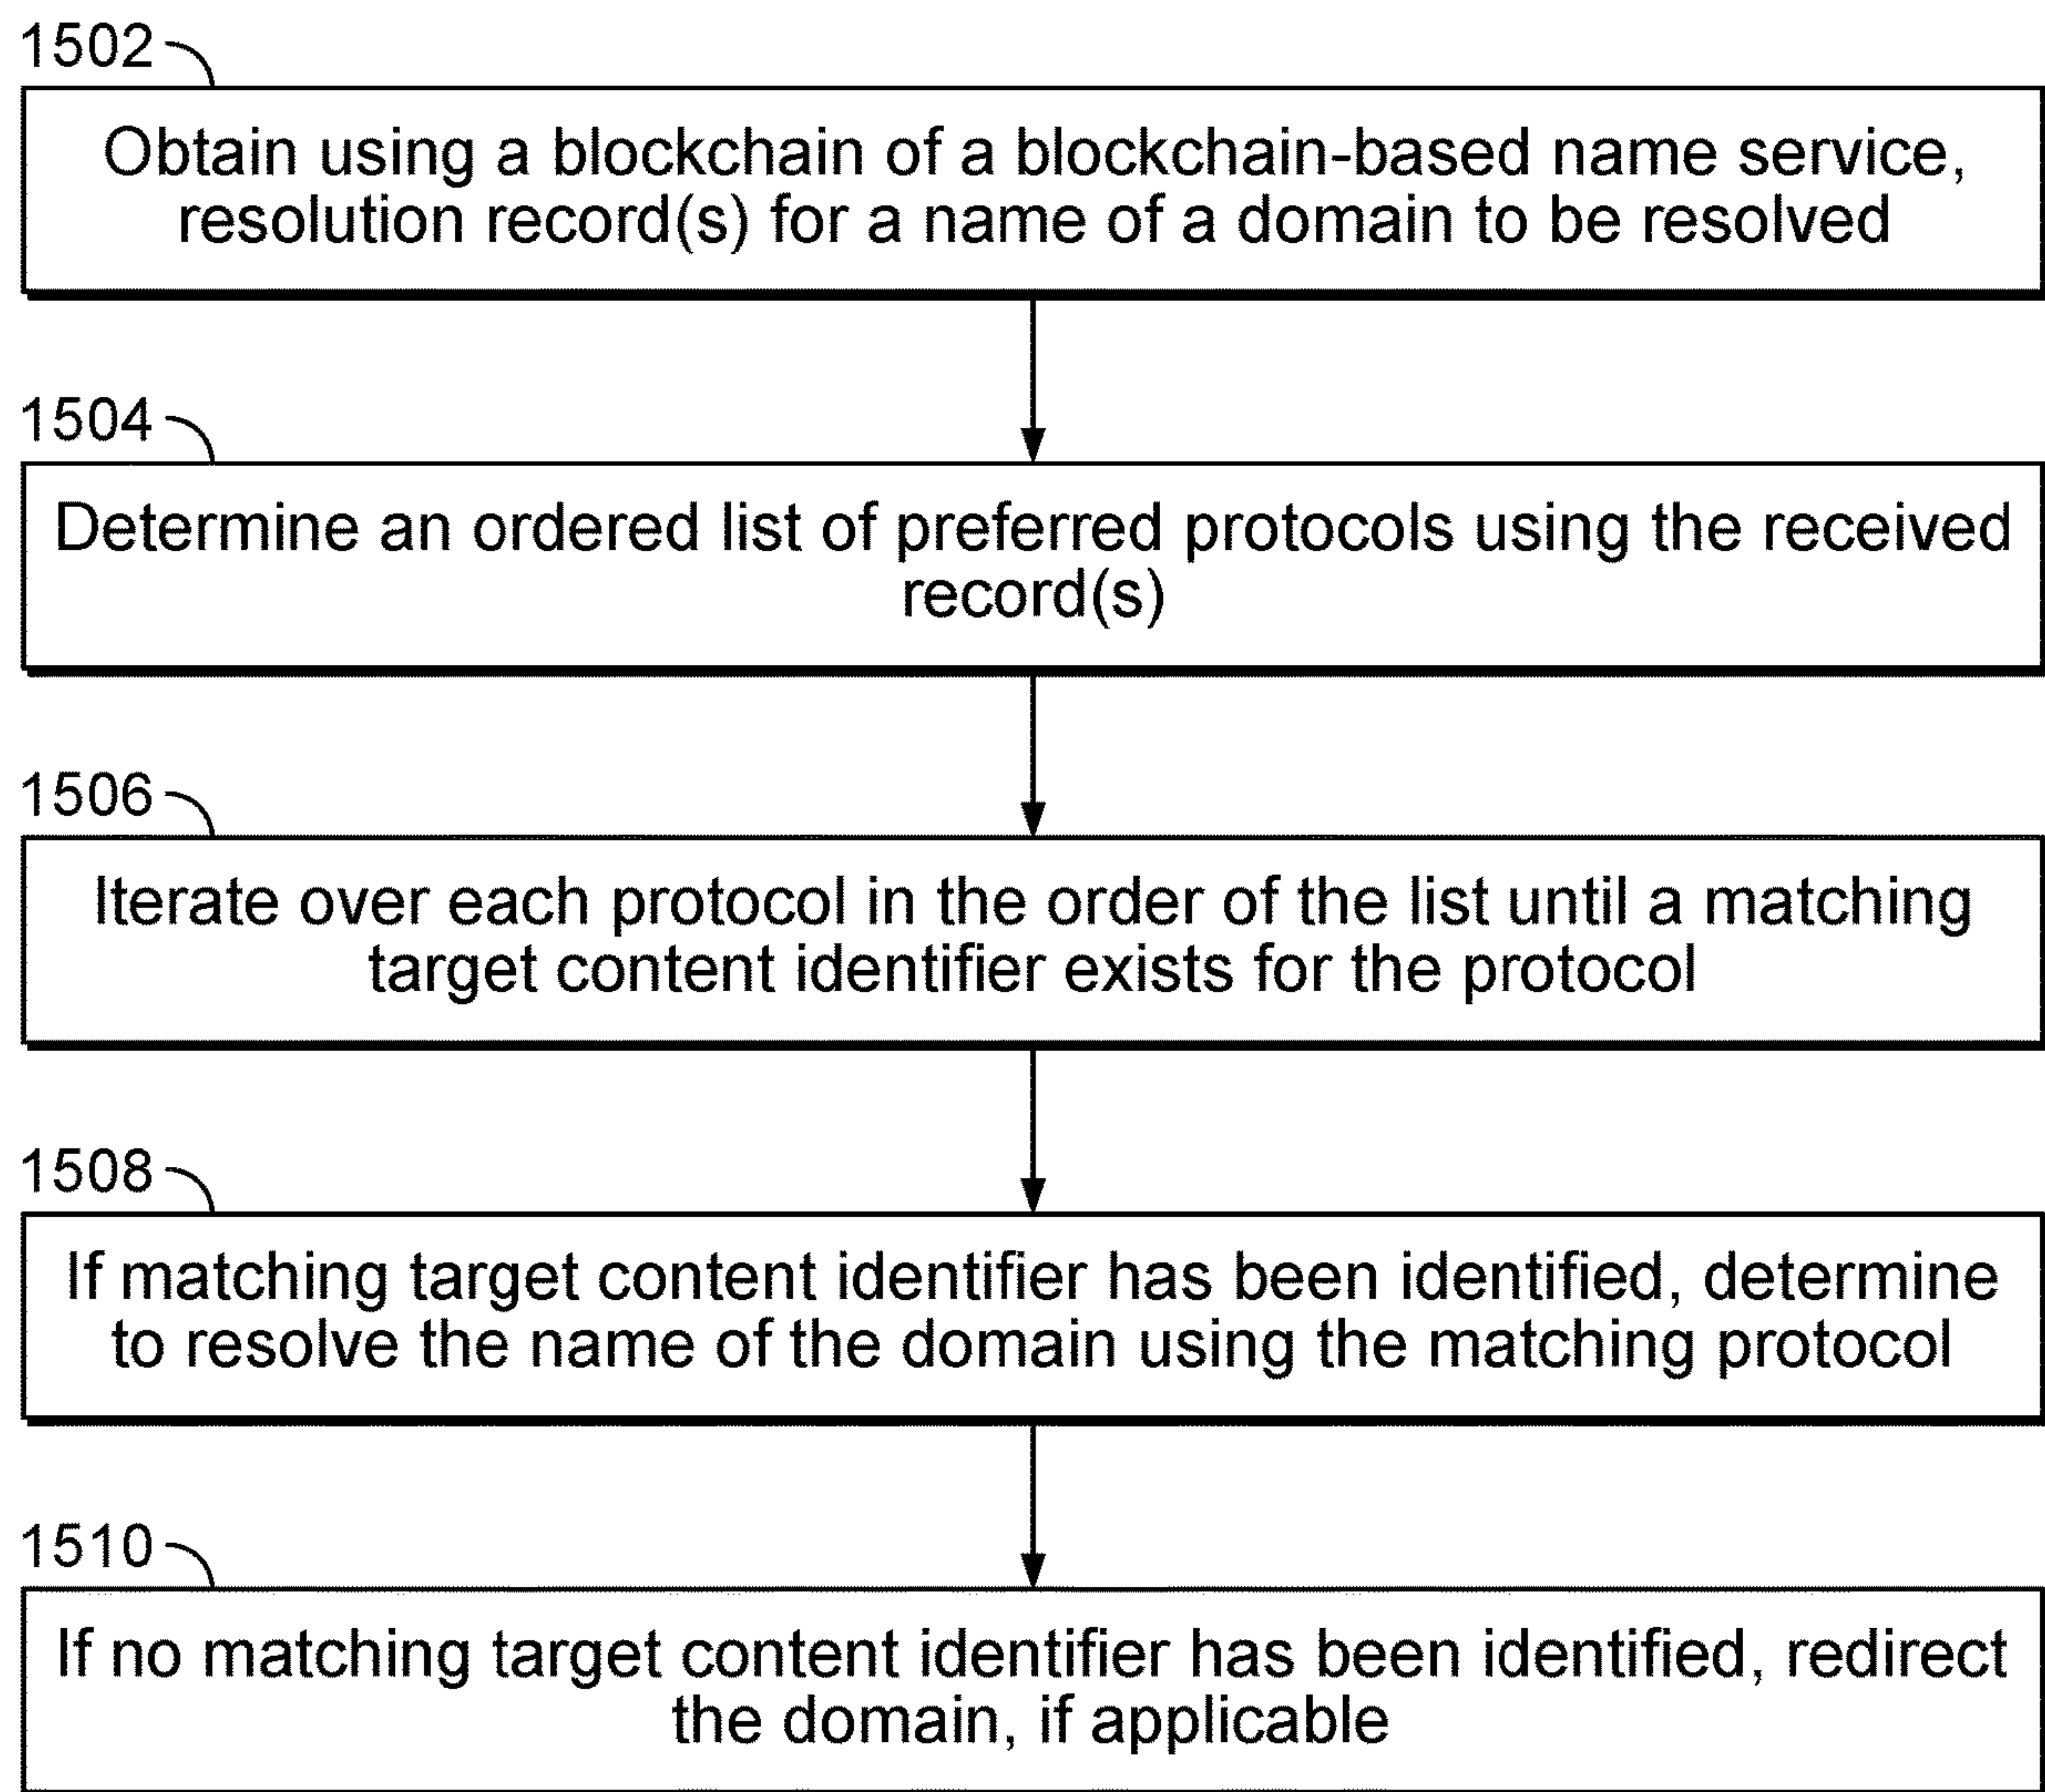 1502
Obtain using a blockchain of a blockchain-based name service,
resolution record(s) for a name of a domain to be resolved
1504
Determine an ordered list of preferred protocols using the received
record(s)
1506
Iterate over each protocol in the order of the list until a matching
target content identifier exists for the protocol
1508
If matching target content identifier has been identified, determine
to resolve the name of the domain using the matching protocol
1510
If no matching target content identifier has been identified, redirect
the domain, if applicable